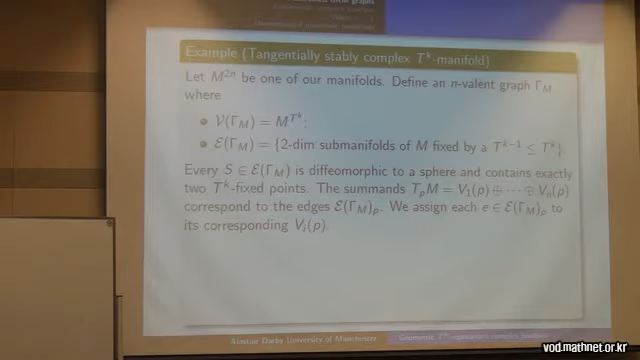 Example (Tangentially stably complex T^k-manifold)
Let M^{2n} be one of our manifolds. Define an n-valent graph Γ_M
where
V(Γ_M) = M^{T^k};
E(Γ_M) = {2-dim submanifolds of M fixed by a T^{k−1} ≤ T^k}.
Every S ∈ E(Γ_M) is diffeomorphic to a sphere and contains exactly
two T^k-fixed points. The summands T_pM = V_1(p) ⊕ ··· ⊕ V_n(p)
correspond to the edges E(Γ_M)_p. We assign each e ∈ E(Γ_M)_p to
its corresponding V_i(p).
Alastair Darby University of Manchester
vod.mathnet.or.kr